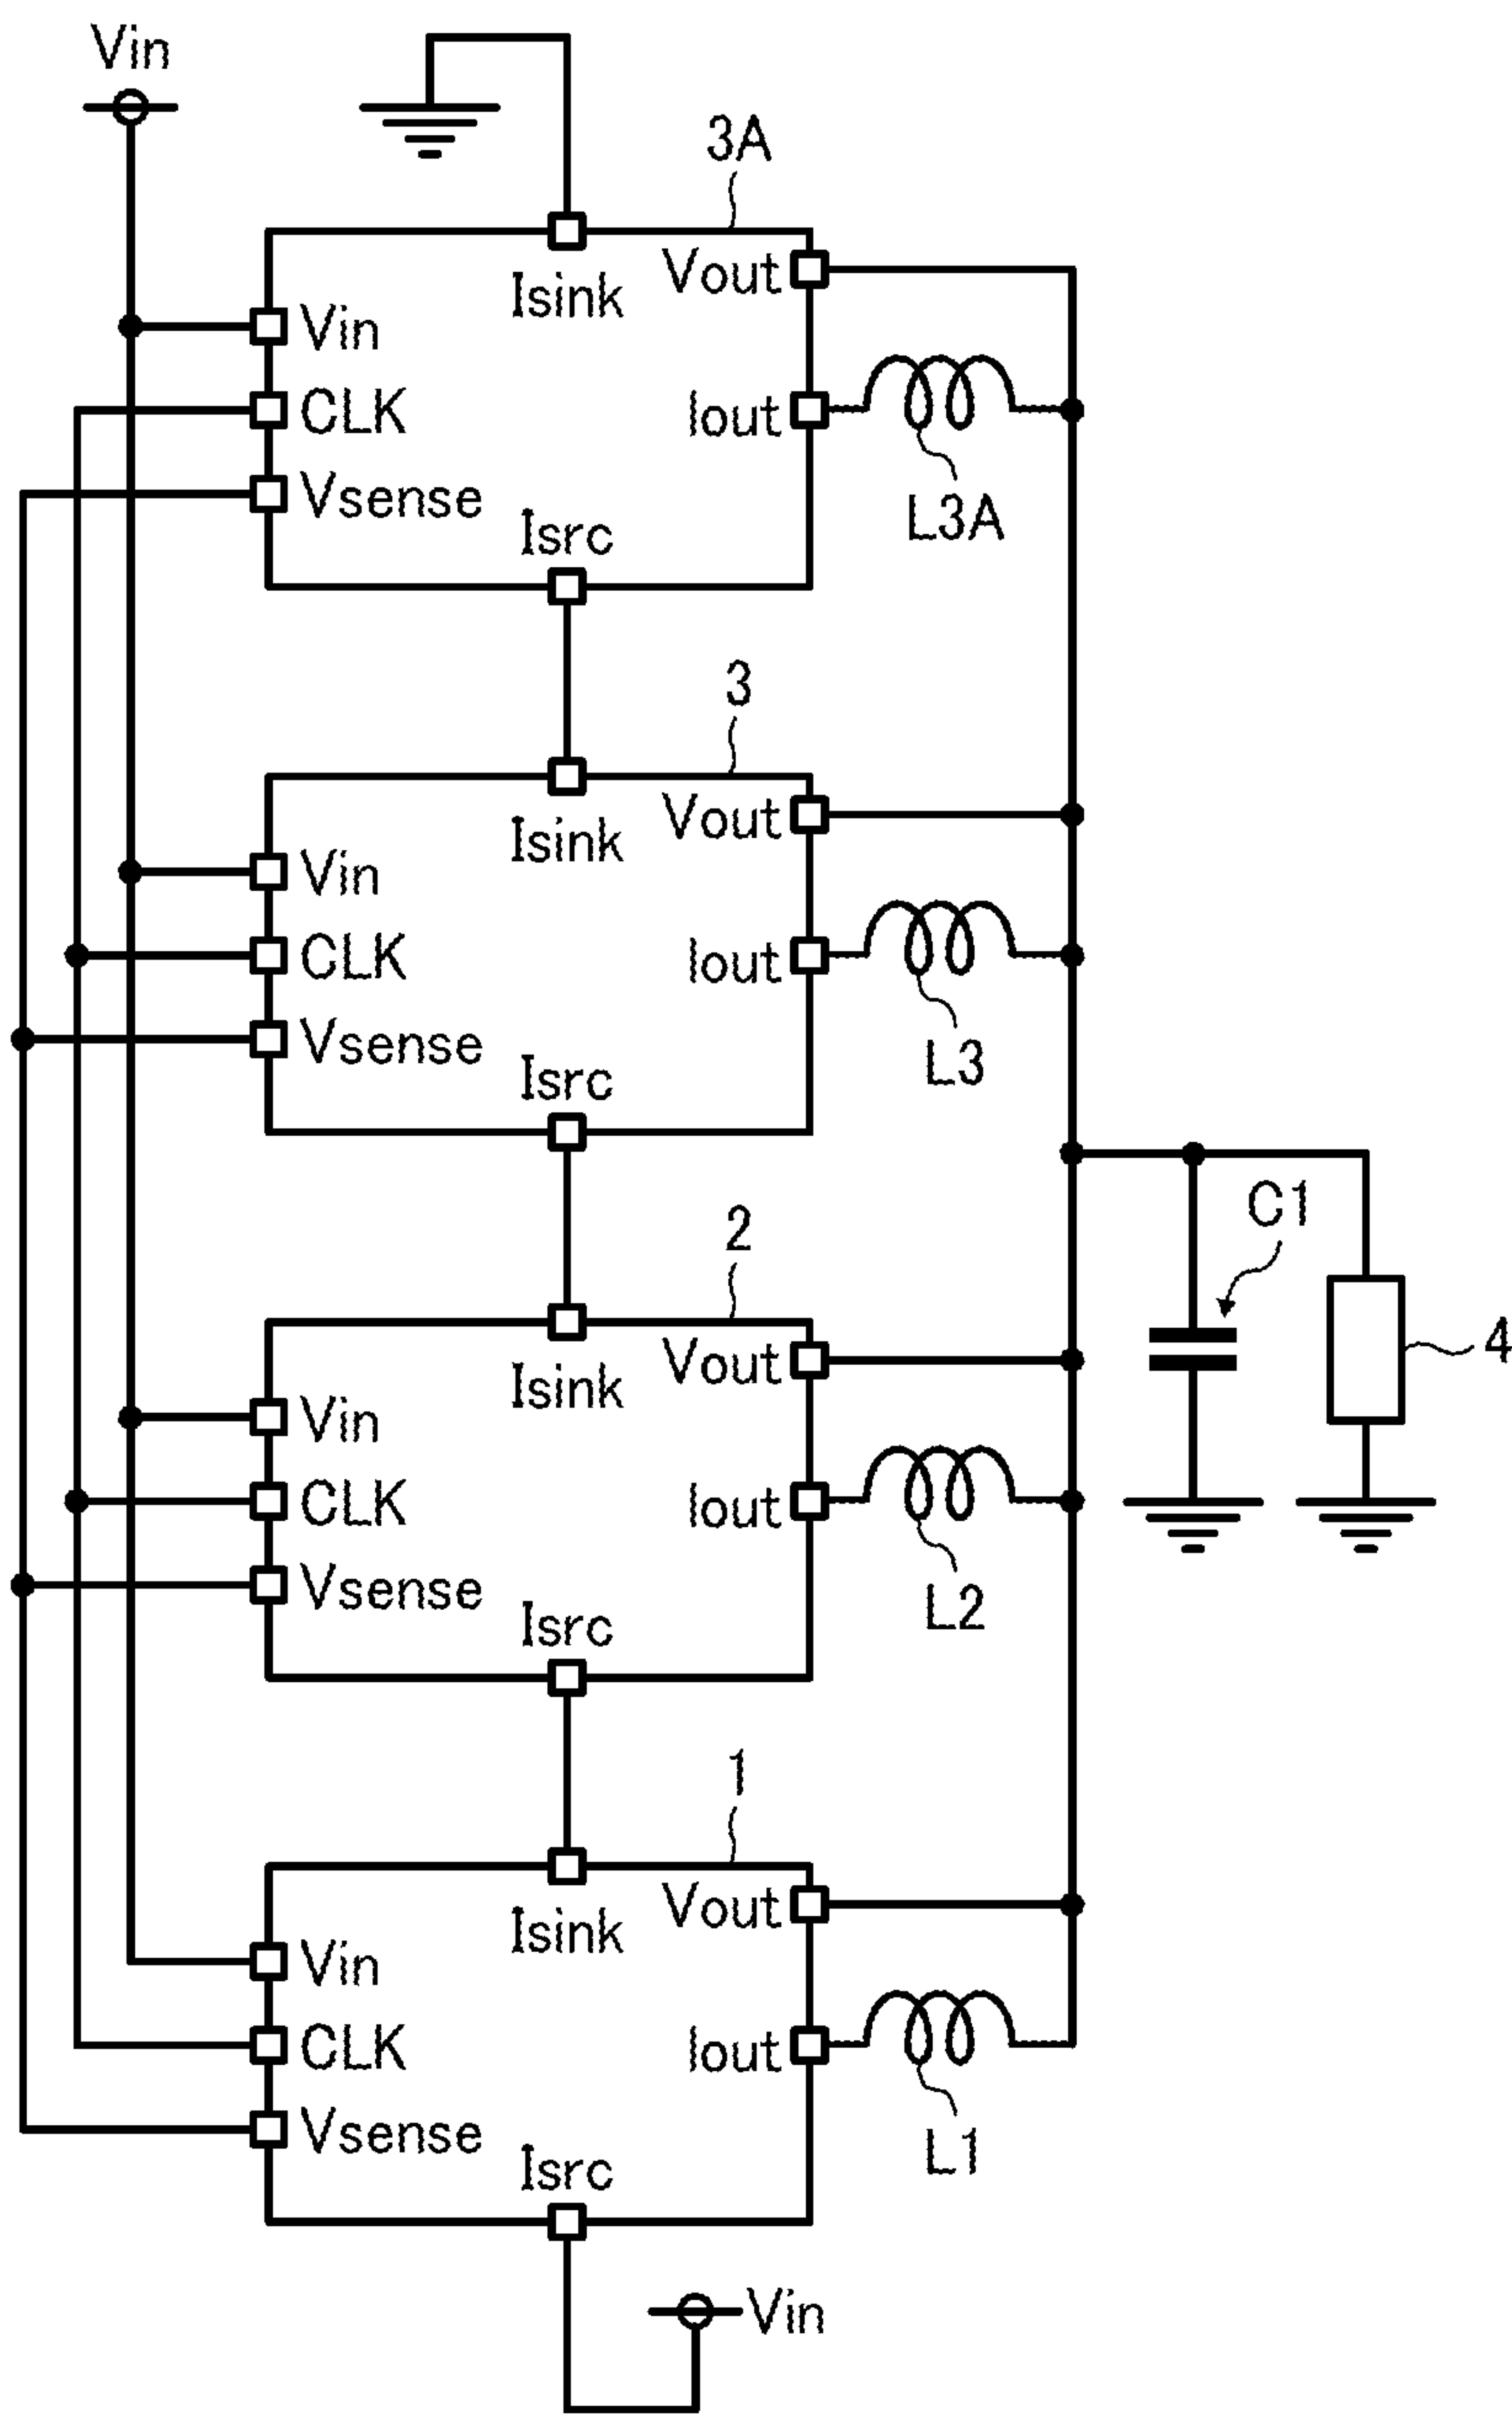 Vin
3A
Isink
Vout
Vin
CLK
Iout
Vsense
L3A
Isrc
3
Isink
Vout
Vin
CLK
Iout
Vsense
L3
Isrc
C1
2
Isink
Vout
4
Vin
CLK
Iout
Vsense
L2
Isrc
1
Isink
Vout
Vin
CLK
Iout
Vsense
L1
Isrc
Vin